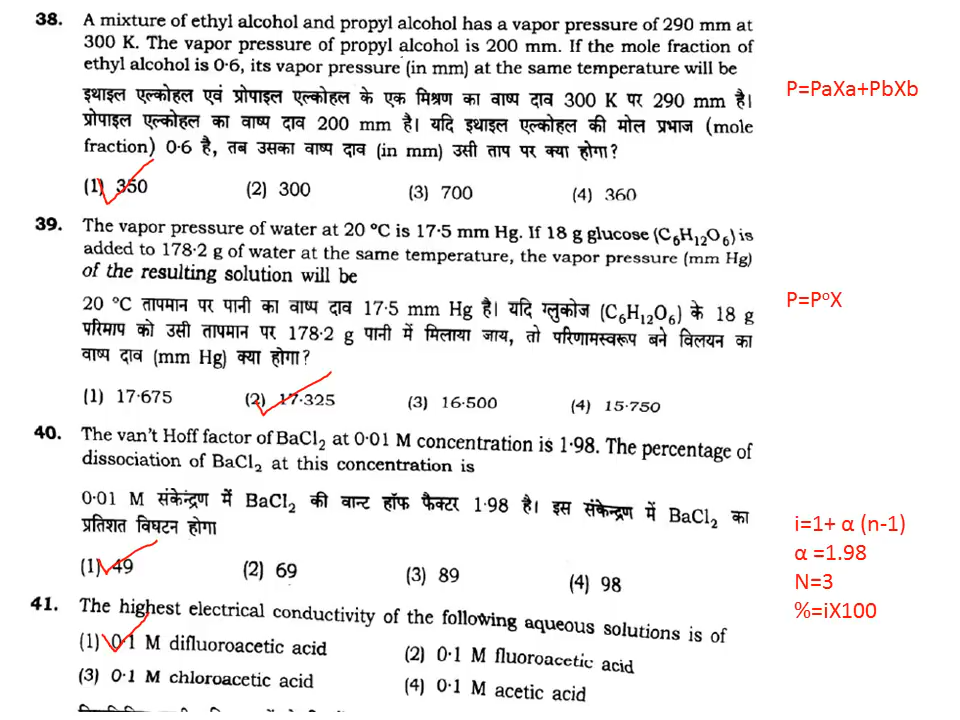 38. A mixture of ethyl alcohol and propyl alcohol has a vapor pressure of 290 mm at
300 K. The vapor pressure of propyl alcohol is 200 mm. If the mole fraction of
ethyl alcohol is 0·6, its vapor pressure (in mm) at the same temperature will be
P=PaXa+PbXb
इथाइल एल्कोहल एवं प्रोपाइल एल्कोहल के एक मिश्रण का वाष्प दाव 300 K पर 290 mm है।
प्रोपाइल एल्कोहल का वाष्प दाव 200 mm है। यदि इथाइल एल्कोहल की मोल प्रभाज (mole
fraction) 0·6 है, तब उसका वाष्प दाव (in mm) उसी ताप पर क्या होगा?
(1) 350 (2) 300 (3) 700 (4) 360
39. The vapor pressure of water at 20 °C is 17·5 mm Hg. If 18 g glucose (C₆H₁₂O₆) is
added to 178·2 g of water at the same temperature, the vapor pressure (mm Hg)
of the resulting solution will be
P=P°X
20 °C तापमान पर पानी का वाष्प दाव 17·5 mm Hg है। यदि ग्लुकोज (C₆H₁₂O₆) के 18 g
परिमाप को उसी तापमान पर 178·2 g पानी में मिलाया जाय, तो परिणामस्वरूप बने विलयन का
वाष्प दाव (mm Hg) क्या होगा?
(1) 17·675 (2) 17·325 (3) 16·500 (4) 15·750
40. The van't Hoff factor of BaCl₂ at 0·01 M concentration is 1·98. The percentage of
dissociation of BaCl₂ at this concentration is
0·01 M संकेन्द्रण में BaCl₂ की वान्ट हॉफ फैक्टर 1·98 है। इस संकेन्द्रण में BaCl₂ का
प्रतिशत विघटन होगा
i=1+ α (n-1)
α =1.98
N=3
%=iX100
(1) 49 (2) 69 (3) 89 (4) 98
41. The highest electrical conductivity of the following aqueous solutions is of
(1) 0·1 M difluoroacetic acid (2) 0·1 M fluoroacetic acid
(3) 0·1 M chloroacetic acid (4) 0·1 M acetic acid